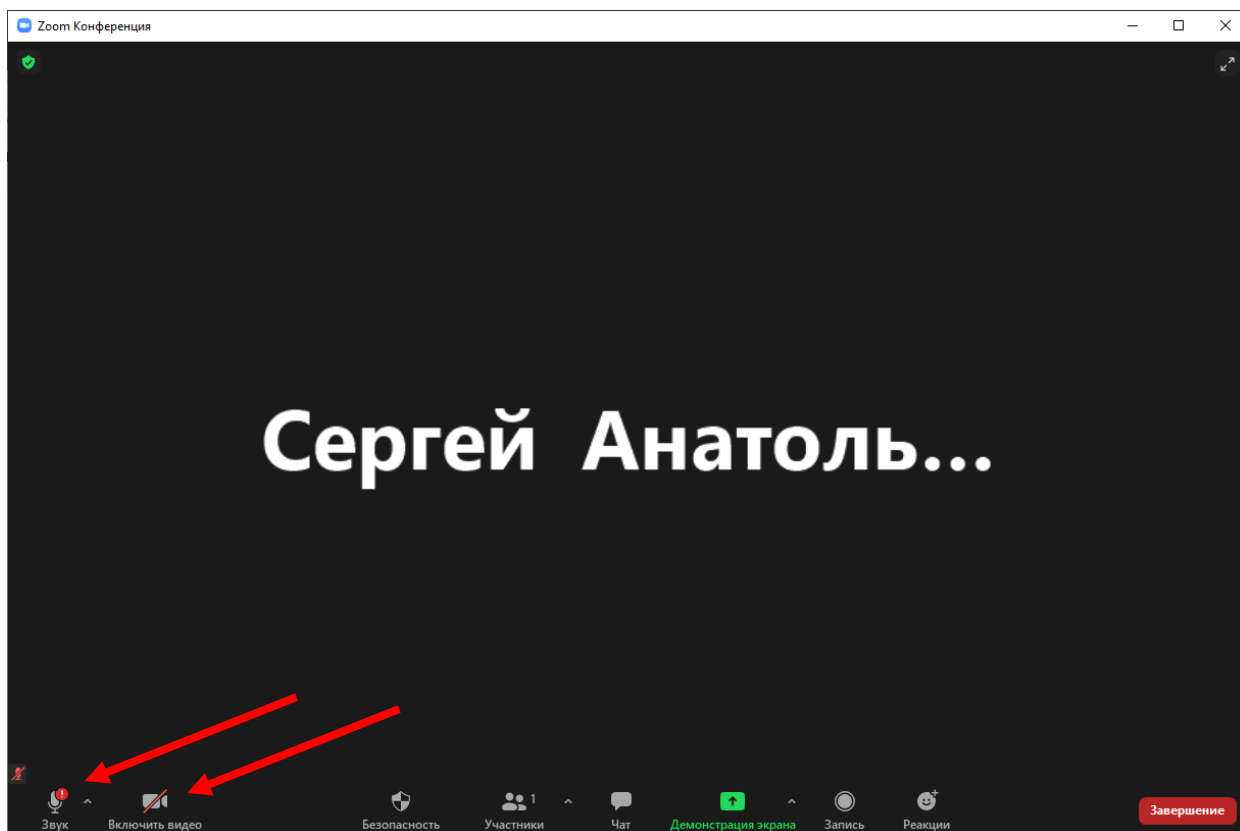 Zoom Конференция
Сергей Анатоль...
1
Звук
Включить видео
Безопасность
Участники
Чат
Демонстрация экрана
Запись
Реакции
Завершение